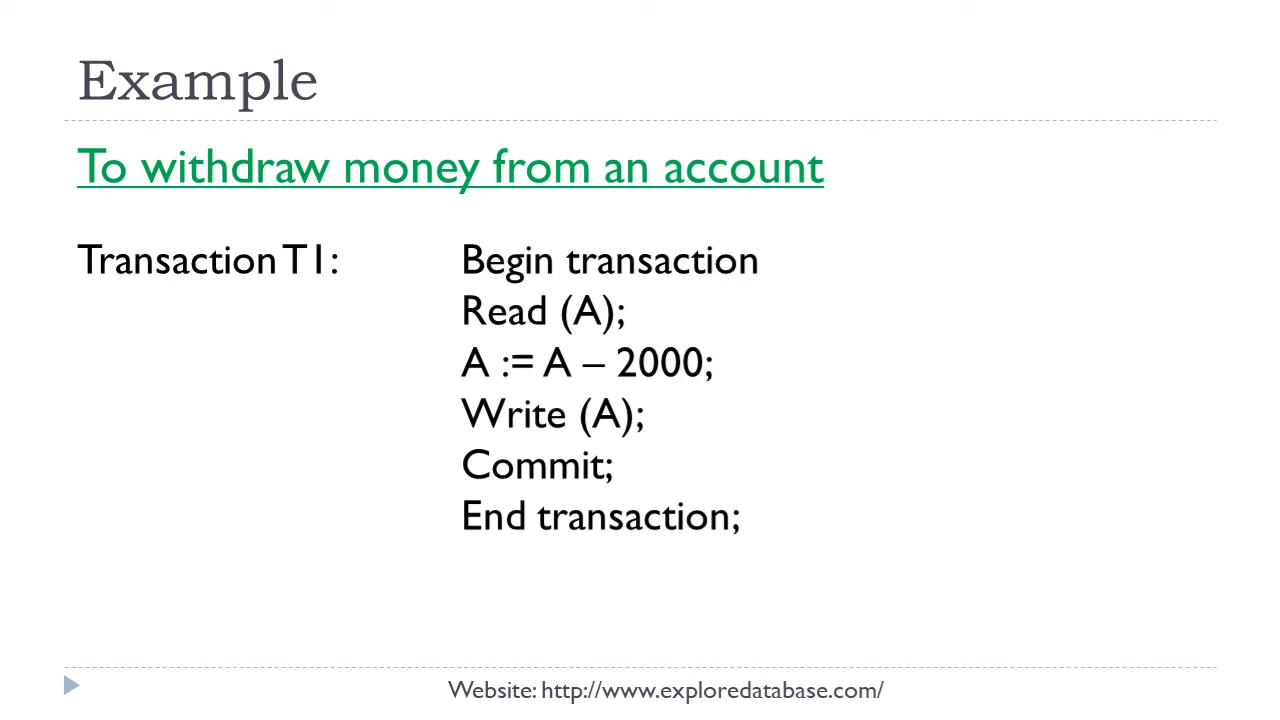 Example
To withdraw money from an account
Transaction T1: Begin transaction
Read (A);
A := A – 2000;
Write (A);
Commit;
End transaction;
Website: http://www.exploredatabase.com/